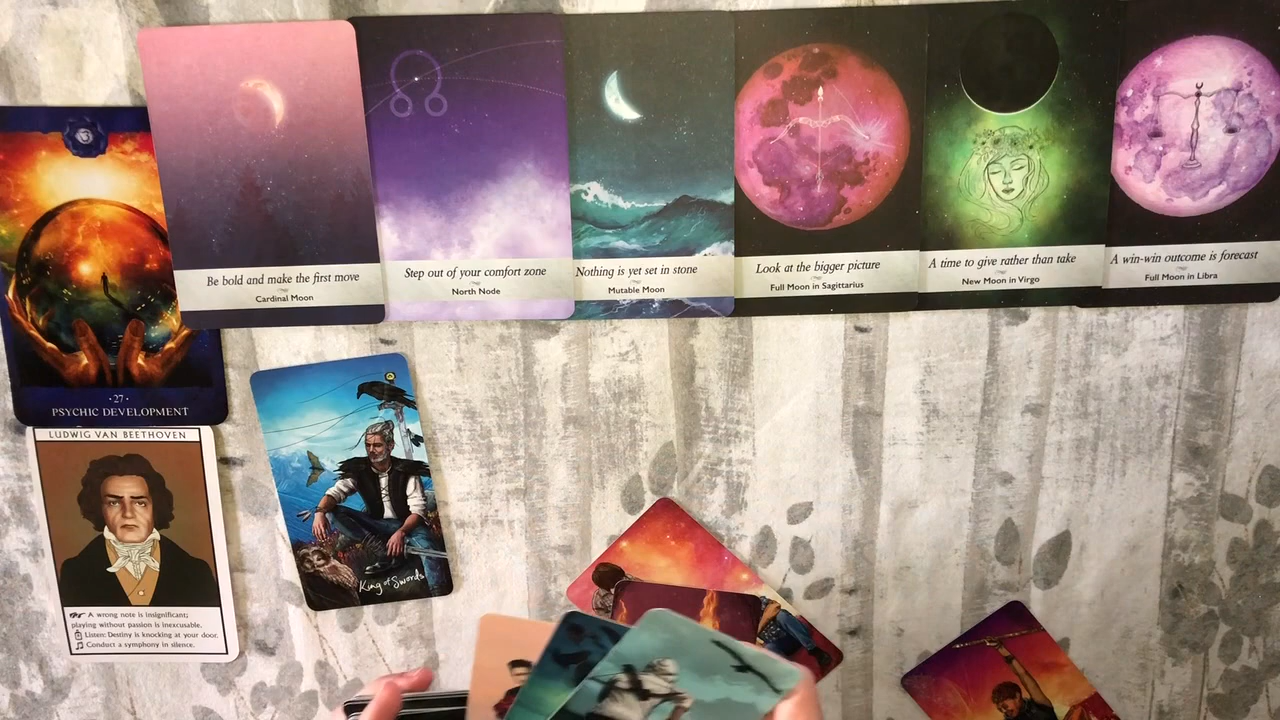 Be bold and make the first move
Cardinal Moon
Step out of your comfort zone
North Node
Nothing is yet set in stone
Mutable Moon
Look at the bigger picture
Full Moon in Sagittarius
A time to give rather than take
New Moon in Virgo
A win-win outcome is forecast
Full Moon in Libra
·27·
PSYCHIC DEVELOPMENT
LUDWIG VAN BEETHOVEN
A wrong note is insignificant;
playing without passion is inexcusable.
Listen: Destiny is knocking at your door.
Conduct a symphony in silence.
King of Swords